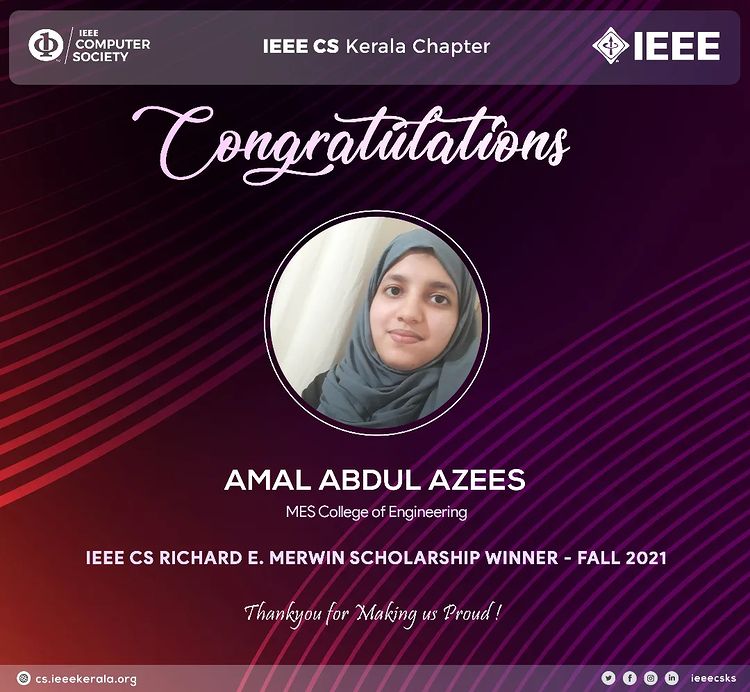 IEEE
COMPUTER
SOCIETY
IEEE CS Kerala Chapter
IEEE
Congratulations
AMAL ABDUL AZEES
MES College of Engineering
IEEE CS RICHARD E. MERWIN SCHOLARSHIP WINNER - FALL 2021
Thankyou for Making us Proud !
cs.ieeekerala.org
ieeecsks